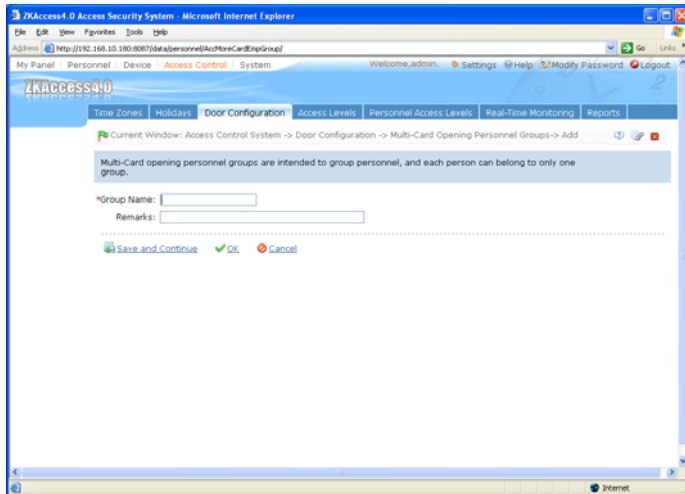 ZKAccess4.0 Access Security System - Microsoft Internet Explorer
File Edit View Favorites Tools Help
Address http://192.168.10.180:8087/data/personnel/AccMoreCardEmpGroup/ Go Links
My Panel Personnel Device Access Control System Welcome,admin. Settings Help Modify Password Logout
ZKAccess4.0
Time Zones Holidays Door Configuration Access Levels Personnel Access Levels Real-Time Monitoring Reports
Current Window: Access Control System -> Door Configuration -> Multi-Card Opening Personnel Groups-> Add
Multi-Card opening personnel groups are intended to group personnel, and each person can belong to only one
group.
*Group Name:
Remarks:
Save and Continue OK Cancel
Internet